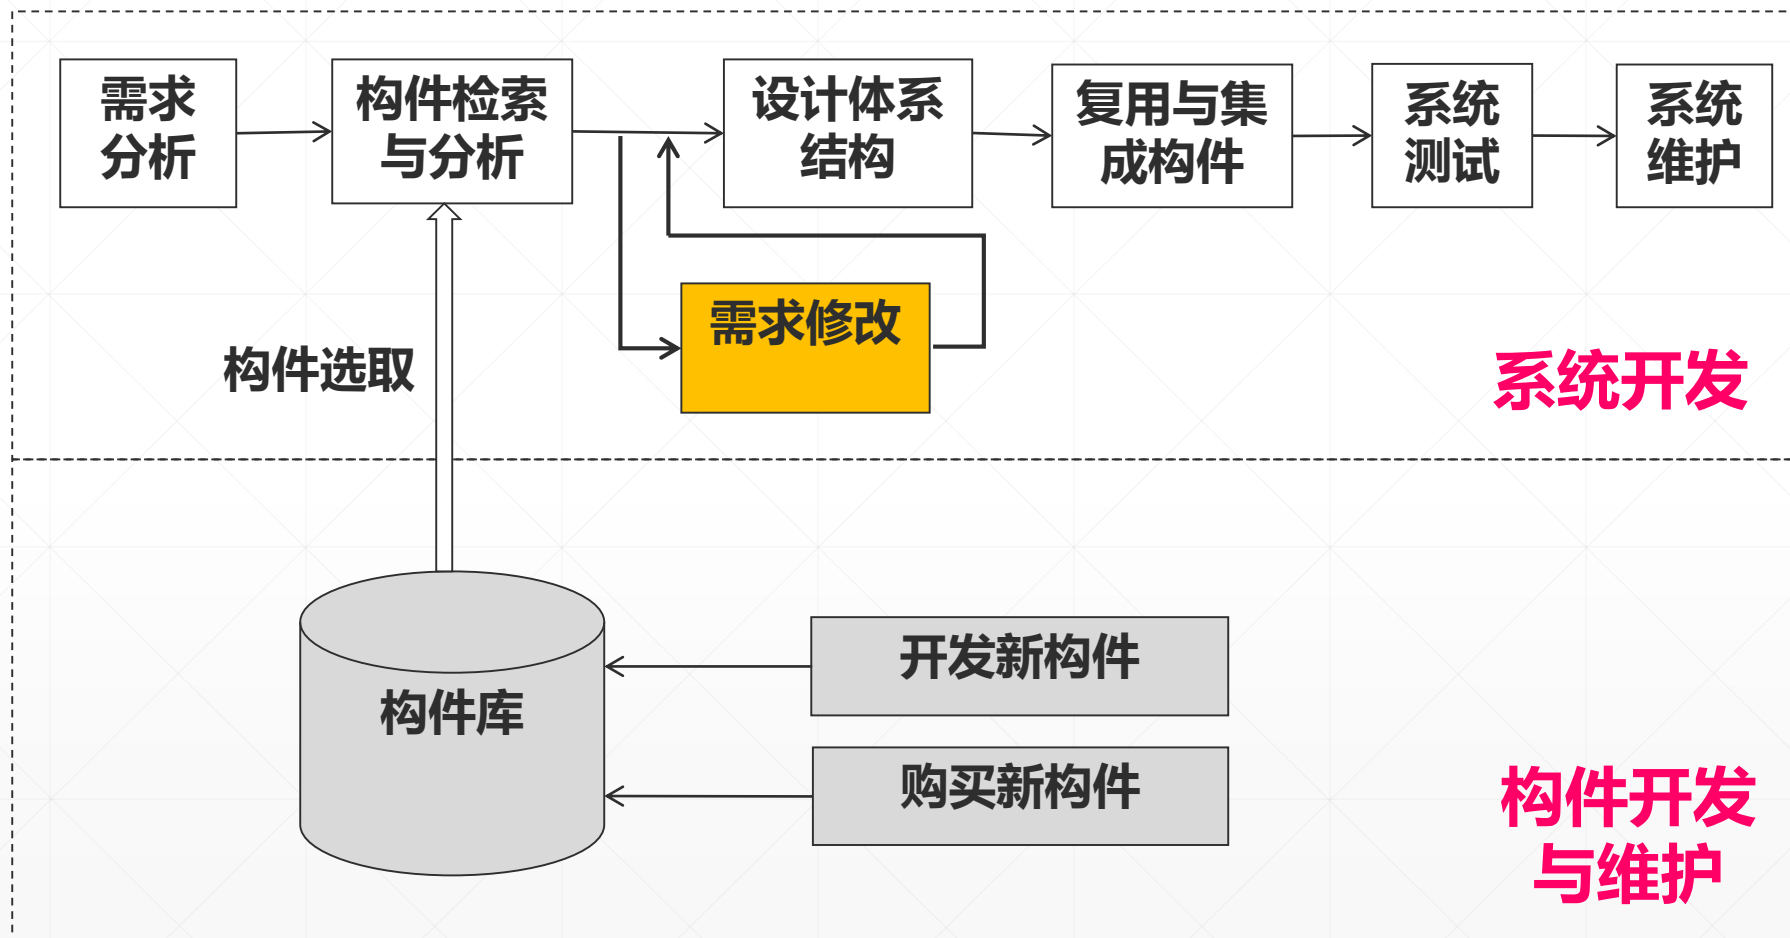 需求
分析
构件检索
与分析
设计体系
结构
复用与集
成构件
系统
测试
系统
维护
需求修改
构件选取
系统开发
构件库
开发新构件
购买新构件
构件开发
与维护